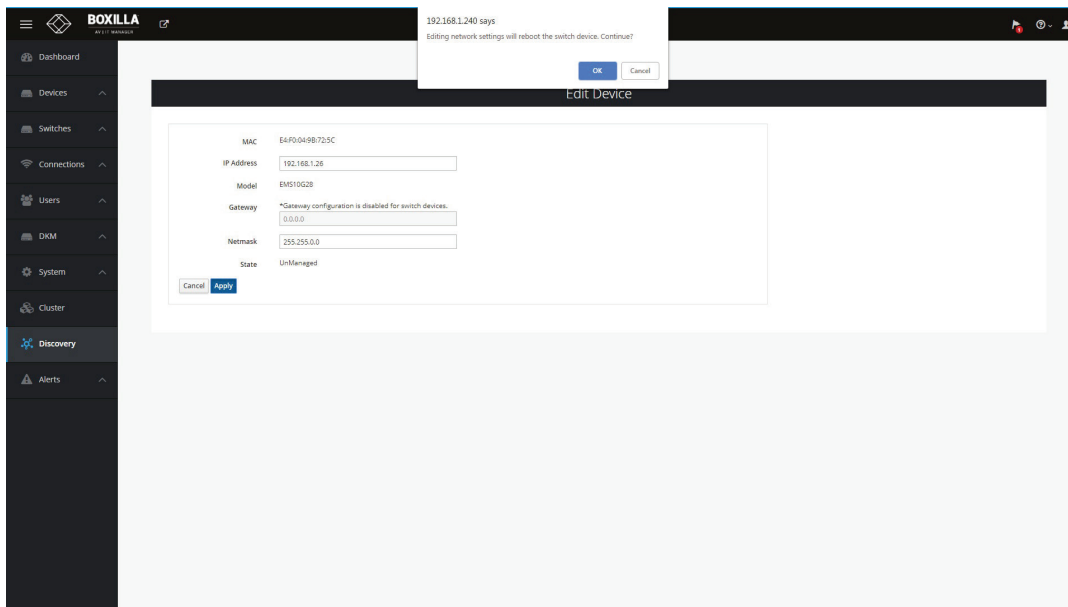 192.168.1.240 says
Editing network settings will reboot the switch device. Continue?
OK Cancel
BOXILLA
AV | IT MANAGER
1
Dashboard
Devices
Switches
Connections
Users
DKM
System
Cluster
Discovery
Alerts
Edit Device
MAC E4:F0:04:9B:72:5C
IP Address 192.168.1.26
Model EMS10G28
Gateway *Gateway configuration is disabled for switch devices.
0.0.0.0
Netmask 255.255.0.0
State UnManaged
Cancel Apply